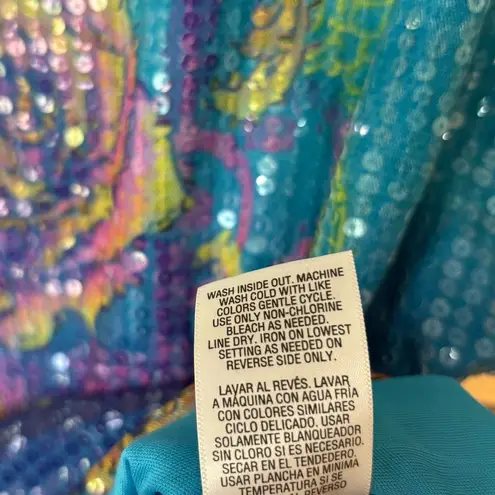 WASH INSIDE OUT. MACHINE
WASH COLD WITH LIKE
COLORS GENTLE CYCLE.
USE ONLY NON-CHLORINE
BLEACH AS NEEDED.
LINE DRY. IRON ON LOWEST
SETTING AS NEEDED ON
REVERSE SIDE ONLY.
LAVAR AL REVÉS. LAVAR
A MÁQUINA CON AGUA FRÍA
CON COLORES SIMILARES
CICLO DELICADO. USAR
SOLAMENTE BLANQUEADOR
SIN CLORO SI ES NECESARIO.
SECAR EN EL TENDEDERO.
USAR PLANCHA EN MÍNIMA
TEMPERATURA SI SE
AL REVERSO